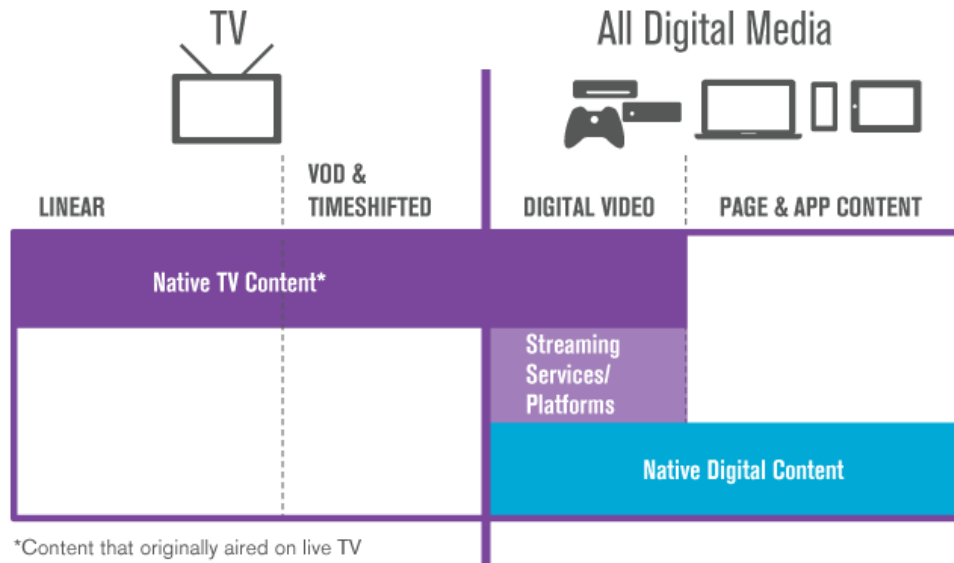 TV
All Digital Media
LINEAR
VOD &
TIMESHIFTED
DIGITAL VIDEO
PAGE & APP CONTENT
Native TV Content*
Streaming
Services/
Platforms
Native Digital Content
*Content that originally aired on live TV